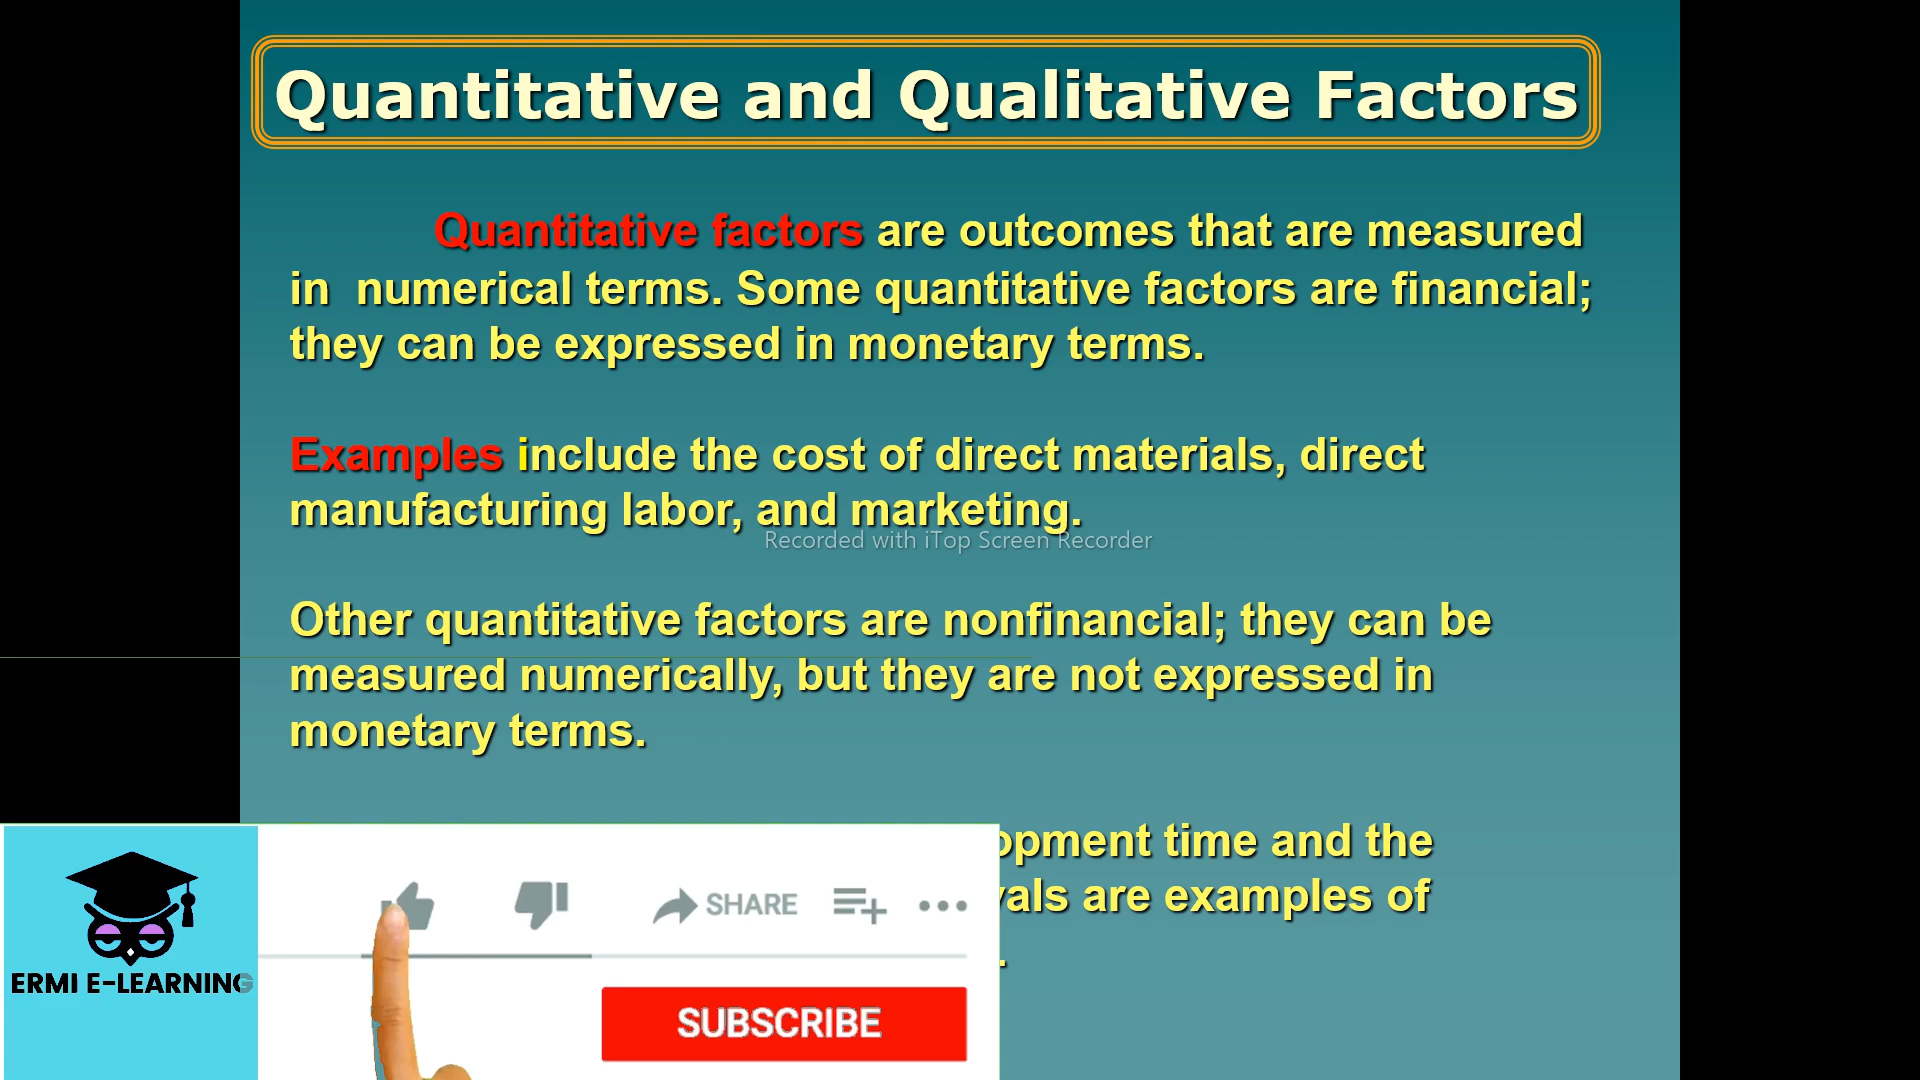 Quantitative and Qualitative Factors
Quantitative factors are outcomes that are measured
in numerical terms. Some quantitative factors are financial;
they can be expressed in monetary terms.
Examples include the cost of direct materials, direct
manufacturing labor, and marketing.
Recorded with iTop Screen Recorder
Other quantitative factors are nonfinancial; they can be
measured numerically, but they are not expressed in
monetary terms.
time and the
are examples of
.
SHARE
ERMI E-LEARNING
SUBSCRIBE